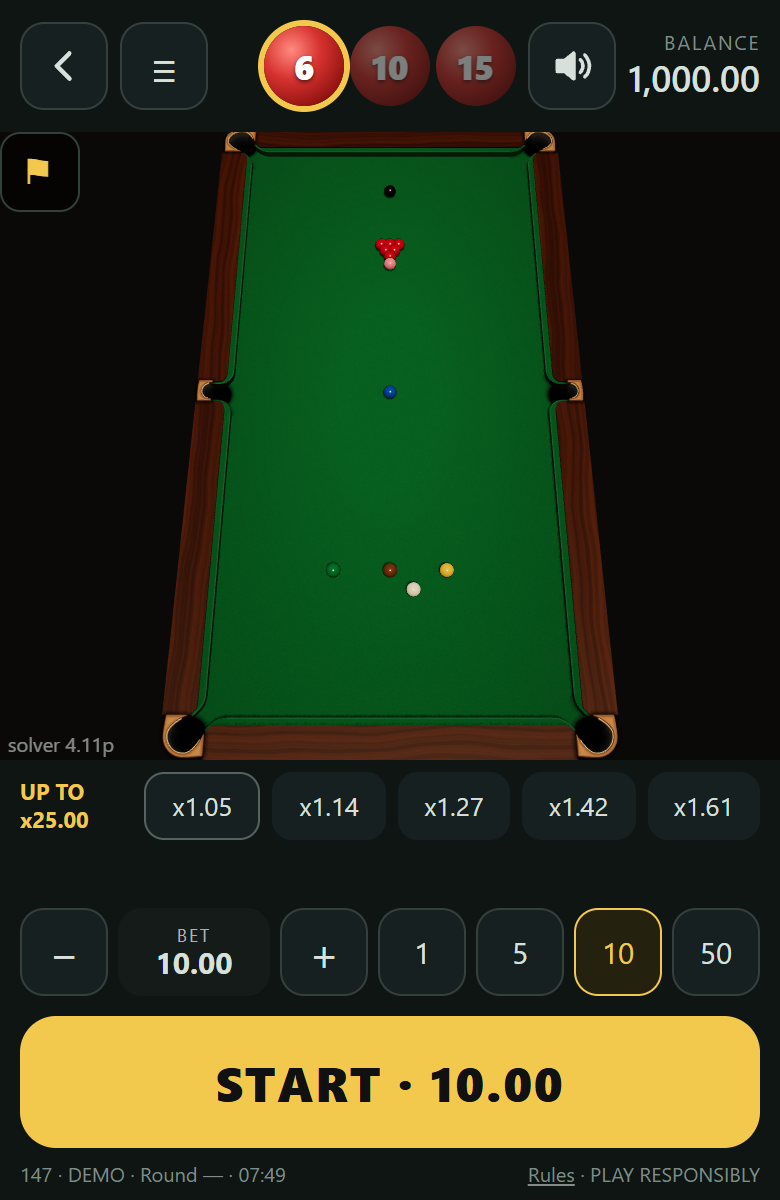 6 10 15
BALANCE
1,000.00
solver 4.11p
UP TO
x25.00
x1.05 x1.14 x1.27 x1.42 x1.61
BET
10.00
− + 1 5 10 50
START · 10.00
147 · DEMO · Round — · 07:49
Rules · PLAY RESPONSIBLY